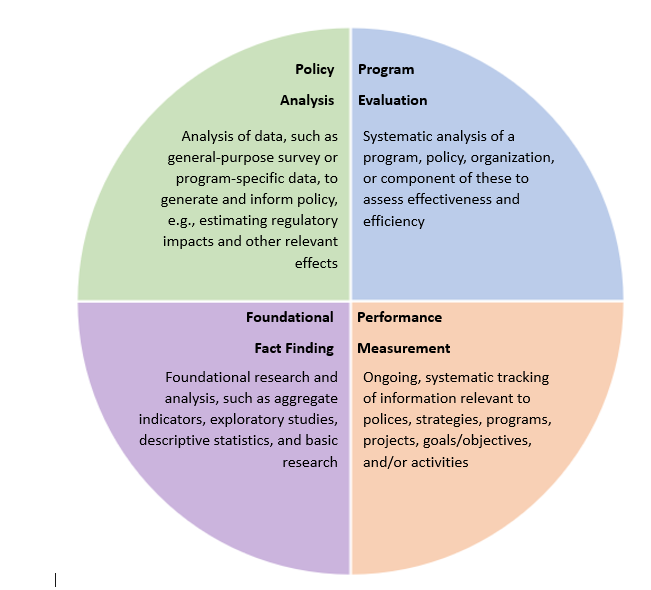 Policy
Analysis
Analysis of data, such as
general-purpose survey or
program-specific data, to
generate and inform policy,
e.g., estimating regulatory
impacts and other relevant
effects
Program
Evaluation
Systematic analysis of a
program, policy, organization,
or component of these to
assess effectiveness and
efficiency
Foundational
Fact Finding
Foundational research and
analysis, such as aggregate
indicators, exploratory studies,
descriptive statistics, and basic
research
Performance
Measurement
Ongoing, systematic tracking
of information relevant to
polices, strategies, programs,
projects, goals/objectives,
and/or activities